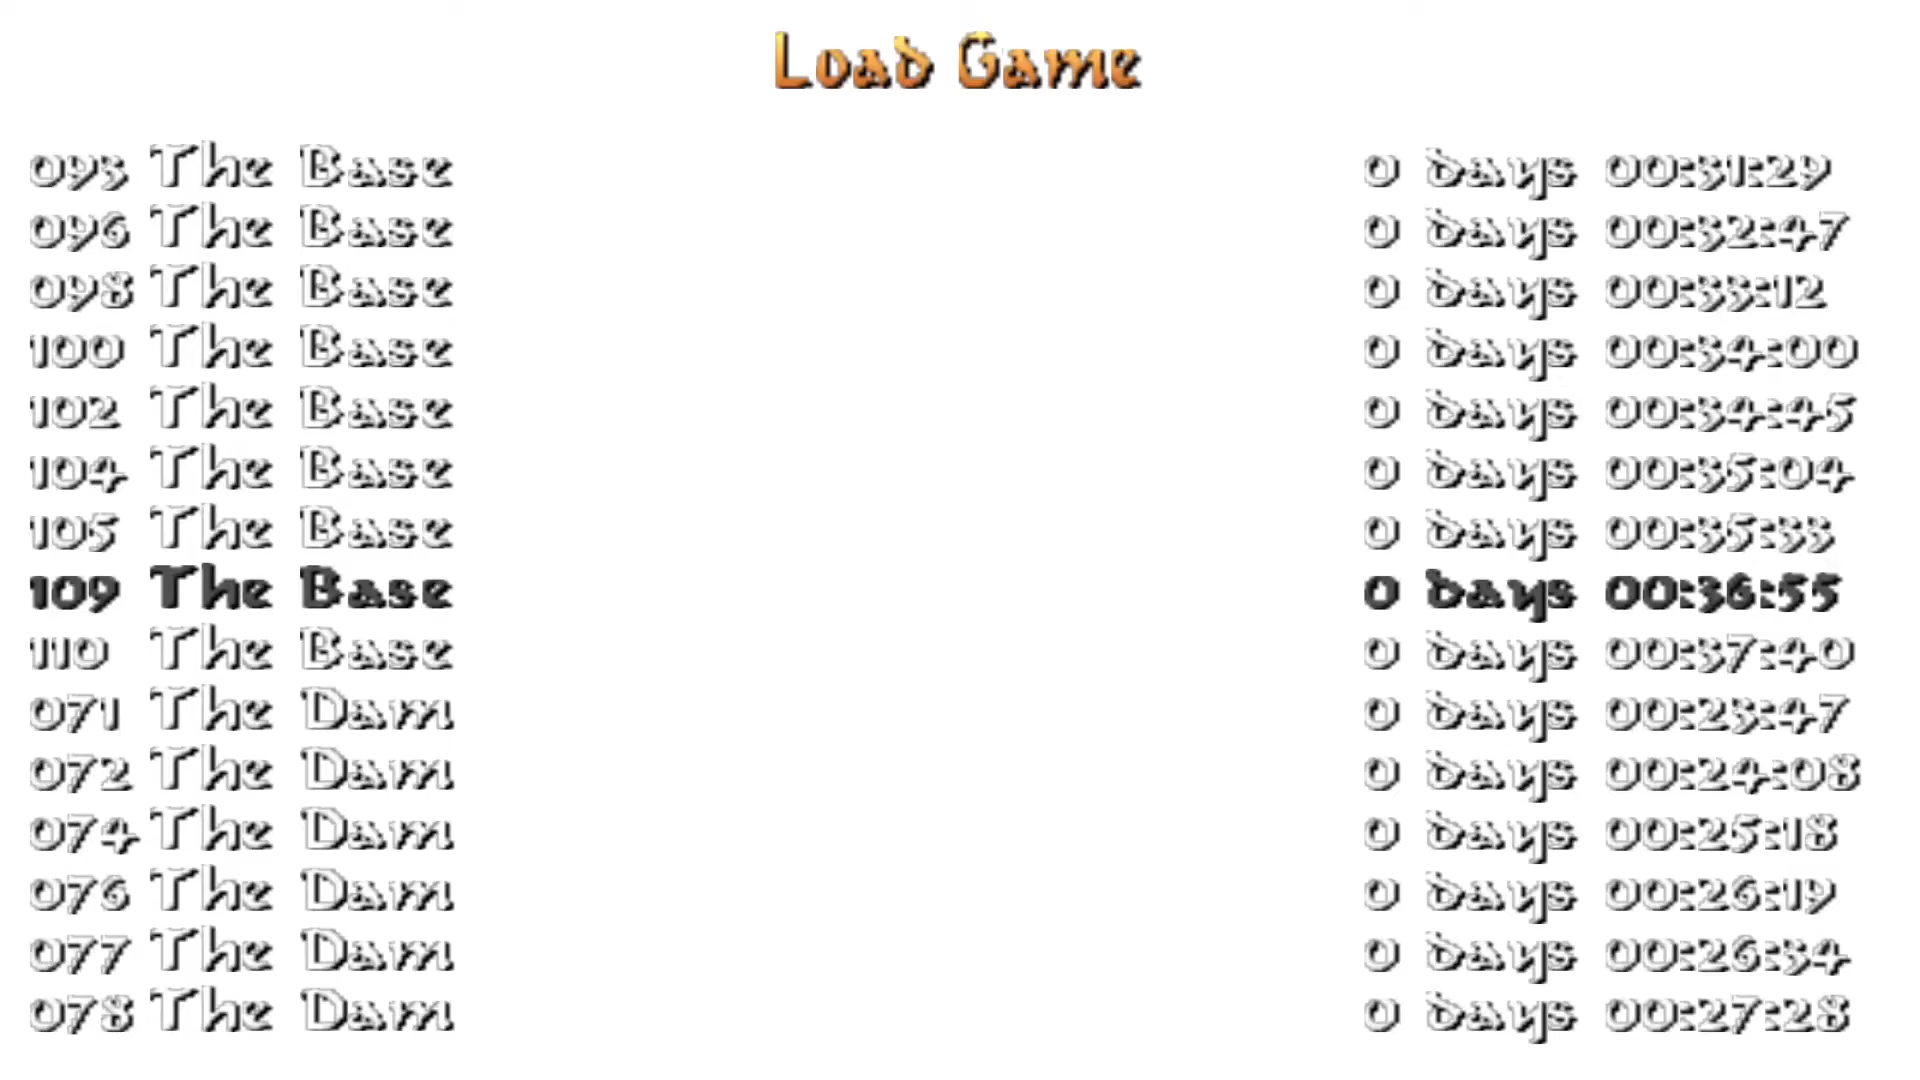 Load Game
093 The Base 0 days 00:31:29
096 The Base 0 days 00:32:47
098 The Base 0 days 00:33:12
100 The Base 0 days 00:34:00
102 The Base 0 days 00:34:45
104 The Base 0 days 00:35:04
105 The Base 0 days 00:35:33
109 The Base 0 days 00:36:55
110 The Base 0 days 00:37:40
071 The Dam 0 days 00:23:47
072 The Dam 0 days 00:24:08
074 The Dam 0 days 00:25:18
076 The Dam 0 days 00:26:19
077 The Dam 0 days 00:26:34
078 The Dam 0 days 00:27:28